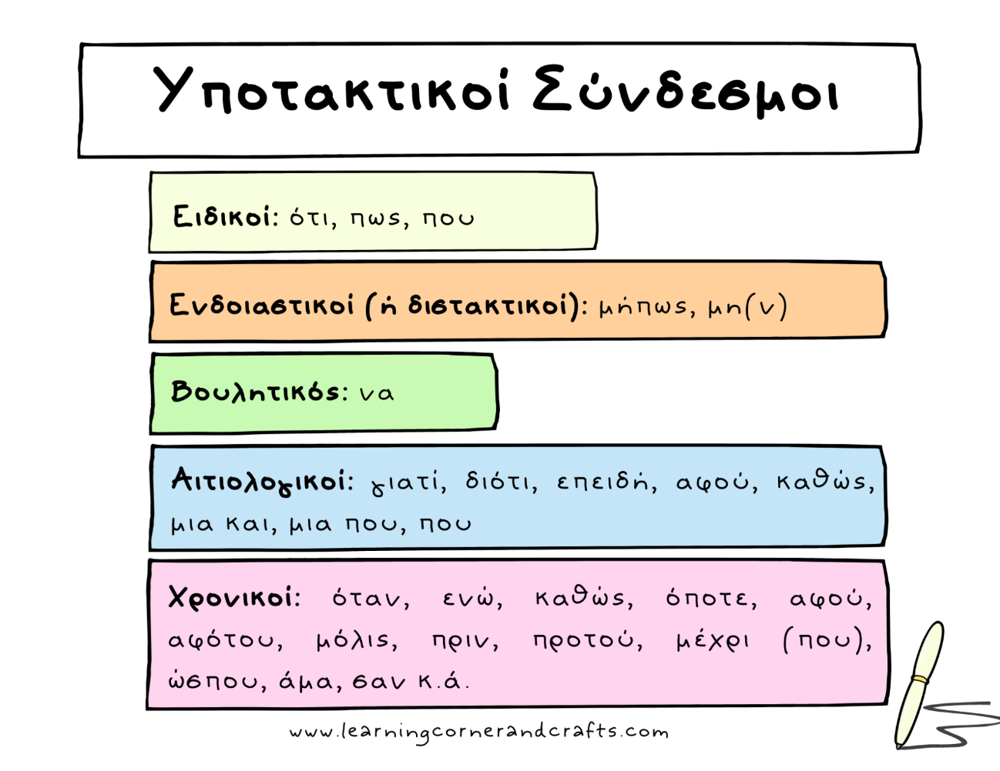 Υποτακτικοί Σύνδεσμοι
Ειδικοί: ότι, πως, που
Ενδοιαστικοί (ή διστακτικοί): μήπως, μη(ν)
Βουλητικός: να
Αιτιολογικοί: γιατί, διότι, επειδή, αφού, καθώς,
μια και, μια που, που
Χρονικοί: όταν, ενώ, καθώς, όποτε, αφού,
αφότου, μόλις, πριν, προτού, μέχρι (που),
ώσπου, άμα, σαν κ.ά.
www.learningcornerandcrafts.com